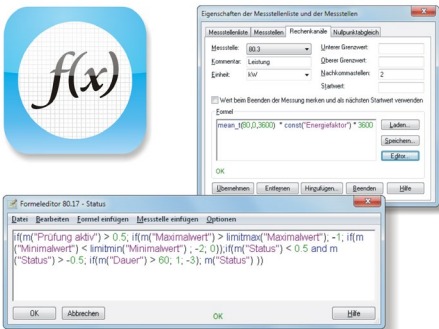 f(x)
Eigenschaften der Messstellenliste und der Messstellen
Messstellenliste Messstellen Rechenkanäle Nullpunktabgleich
Messstelle: 80.3 Unterer Grenzwert:
Kommentar: Leistung Oberer Grenzwert:
Einheit: kW Nachkommastellen: 2
Startwert:
Wert beim Beenden der Messung merken und als nächsten Startwert verwenden
Formel
mean_t(80,0,3600) * const("Energiefaktor") * 3600
Laden...
Speichern...
Editor...
OK
Übernehmen Entfernen Hinzufügen... Beenden Hilfe
Formeleditor 80.17 - Status
Datei Bearbeiten Formel einfügen Messstelle einfügen Optionen
if(m("Prüfung aktiv") > 0.5; if(m("Maximalwert") > limitmax("Maximalwert"); -1; if(m
("Minimalwert") < limitmin("Minimalwert") ; -2; 0));if(m("Status") < 0.5 and m
("Status") > -0.5; if(m("Dauer") > 60; 1; -3); m("Status") ))
OK Abbrechen OK Hilfe